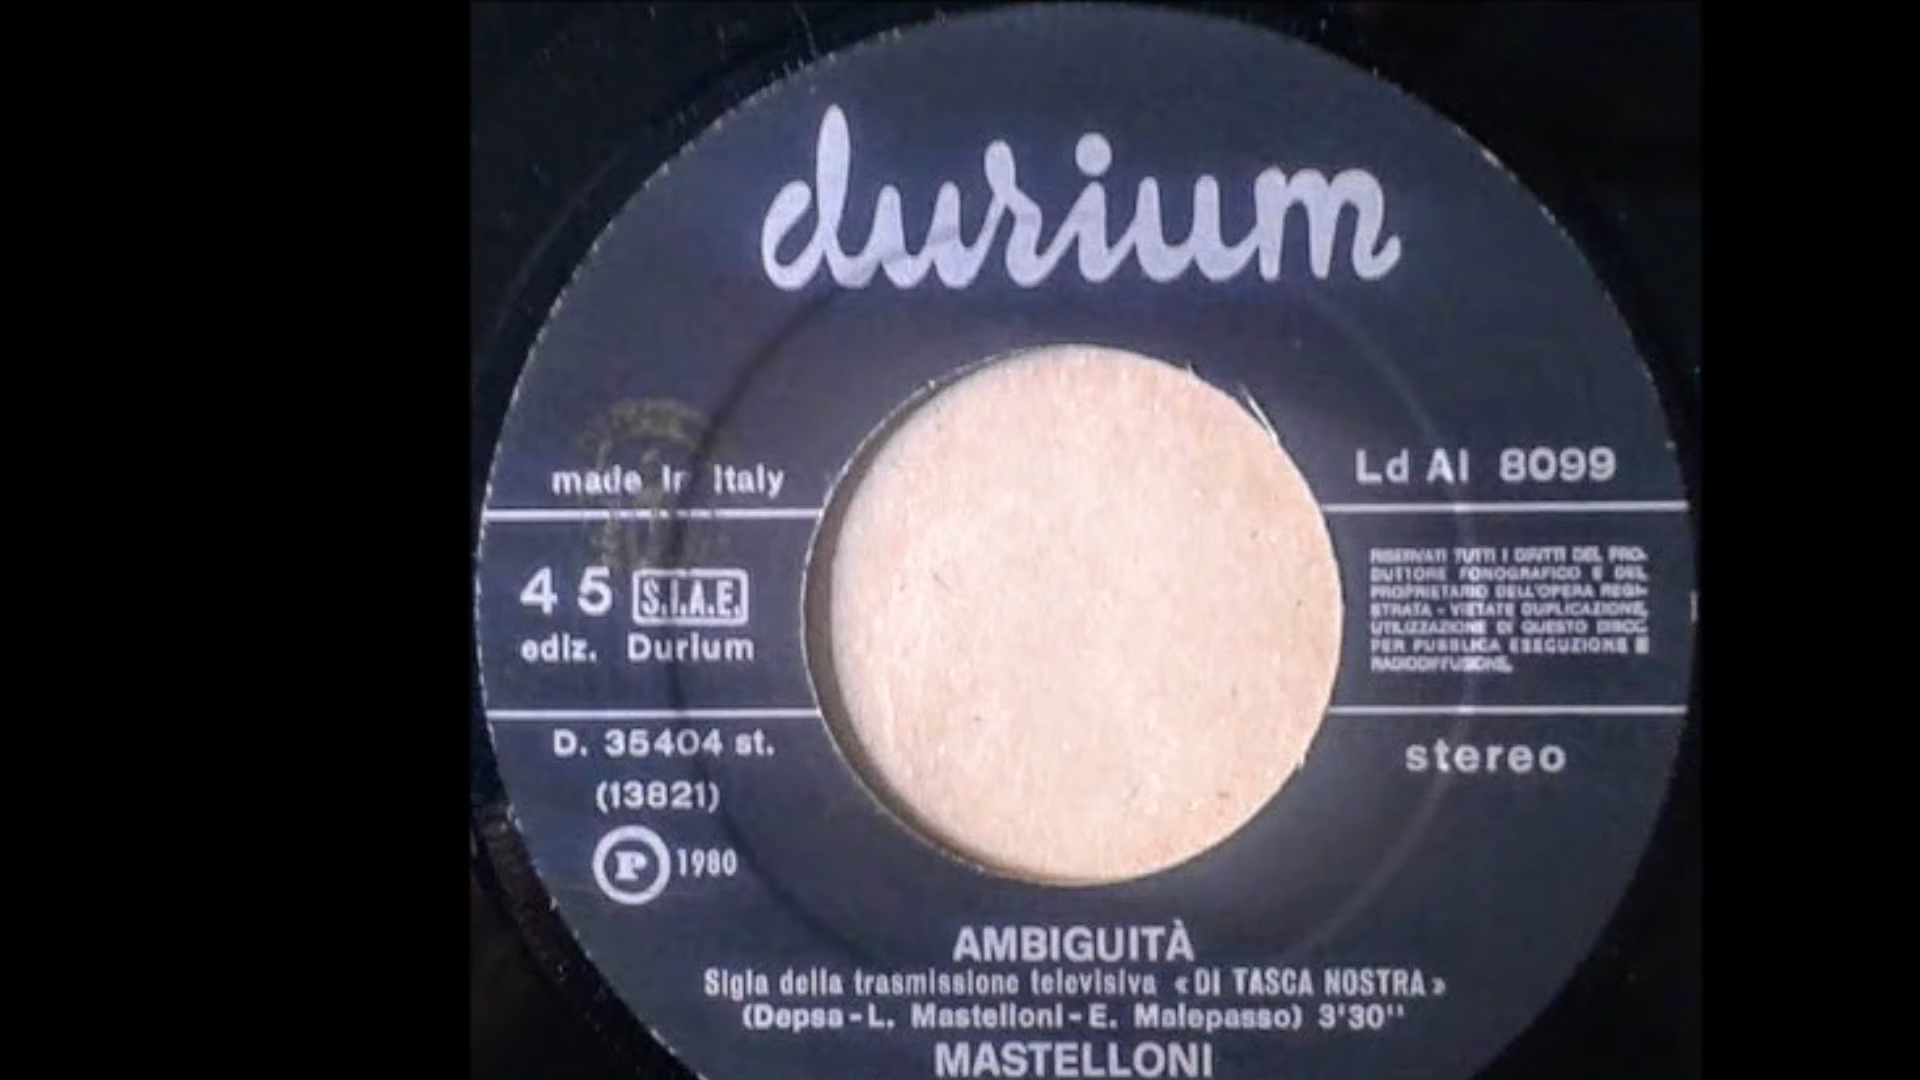 durium
made in Italy
45 S.I.A.E.
ediz. Durium
D. 35404 st.
(13821)
P 1980
Ld AI 8099
RISERVATI TUTTI I DIRITTI DEL PRO-
DUTTORE FONOGRAFICO E DEL
PROPRIETARIO DELL'OPERA REGI-
STRATA - VIETATE DUPLICAZIONE,
UTILIZZAZIONE DI QUESTO DISCO
PER PUBBLICA ESECUZIONE E
RADIODIFFUSIONE.
stereo
AMBIGUITÀ
Sigla della trasmissione televisiva «DI TASCA NOSTRA»
(Depsa - L. Mastelloni - E. Malepasso) 3'30''
MASTELLONI